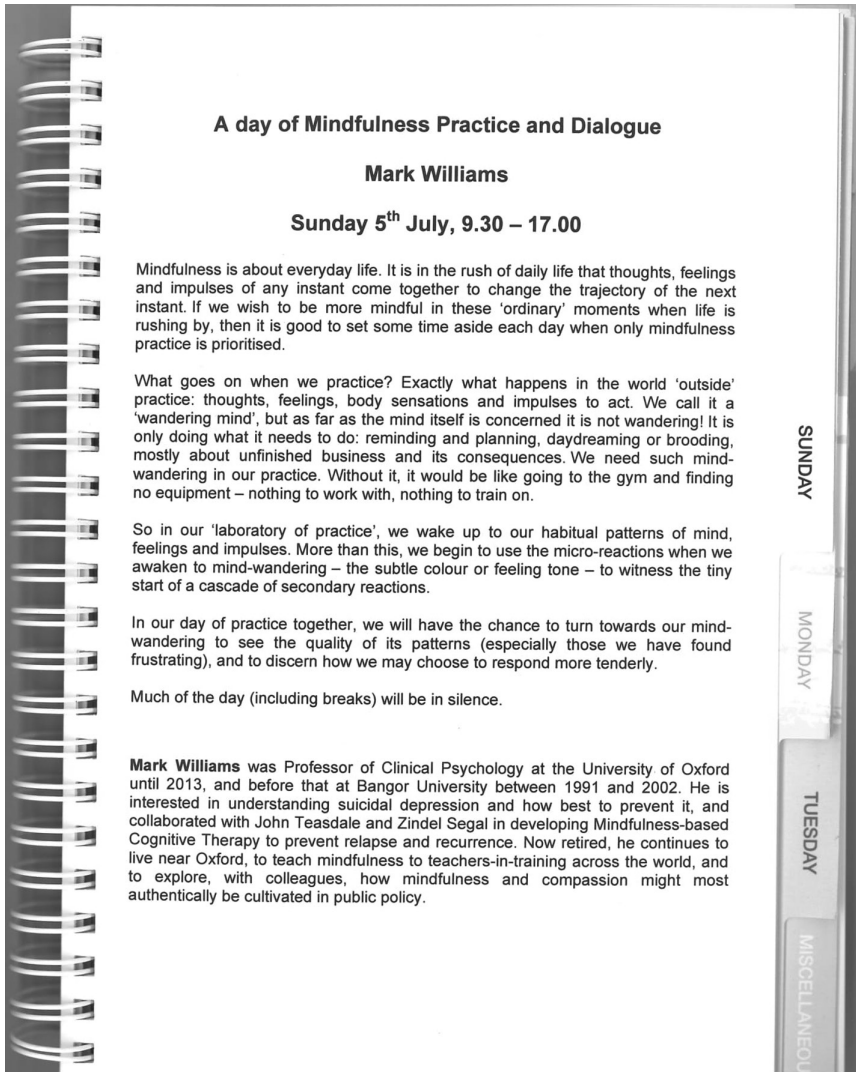 A day of Mindfulness Practice and Dialogue
Mark Williams
Sunday 5th July, 9.30 – 17.00
Mindfulness is about everyday life. It is in the rush of daily life that thoughts, feelings
and impulses of any instant come together to change the trajectory of the next
instant. If we wish to be more mindful in these ‘ordinary’ moments when life is
rushing by, then it is good to set some time aside each day when only mindfulness
practice is prioritised.
What goes on when we practice? Exactly what happens in the world ‘outside’
practice: thoughts, feelings, body sensations and impulses to act. We call it a
‘wandering mind’, but as far as the mind itself is concerned it is not wandering! It is
only doing what it needs to do: reminding and planning, daydreaming or brooding,
mostly about unfinished business and its consequences. We need such mind-
wandering in our practice. Without it, it would be like going to the gym and finding
no equipment – nothing to work with, nothing to train on.
So in our ‘laboratory of practice’, we wake up to our habitual patterns of mind,
feelings and impulses. More than this, we begin to use the micro-reactions when we
awaken to mind-wandering – the subtle colour or feeling tone – to witness the tiny
start of a cascade of secondary reactions.
In our day of practice together, we will have the chance to turn towards our mind-
wandering to see the quality of its patterns (especially those we have found
frustrating), and to discern how we may choose to respond more tenderly.
Much of the day (including breaks) will be in silence.
Mark Williams was Professor of Clinical Psychology at the University of Oxford
until 2013, and before that at Bangor University between 1991 and 2002. He is
interested in understanding suicidal depression and how best to prevent it, and
collaborated with John Teasdale and Zindel Segal in developing Mindfulness-based
Cognitive Therapy to prevent relapse and recurrence. Now retired, he continues to
live near Oxford, to teach mindfulness to teachers-in-training across the world, and
to explore, with colleagues, how mindfulness and compassion might most
authentically be cultivated in public policy.
SUNDAY
MONDAY
TUESDAY
MISCELLANEOU